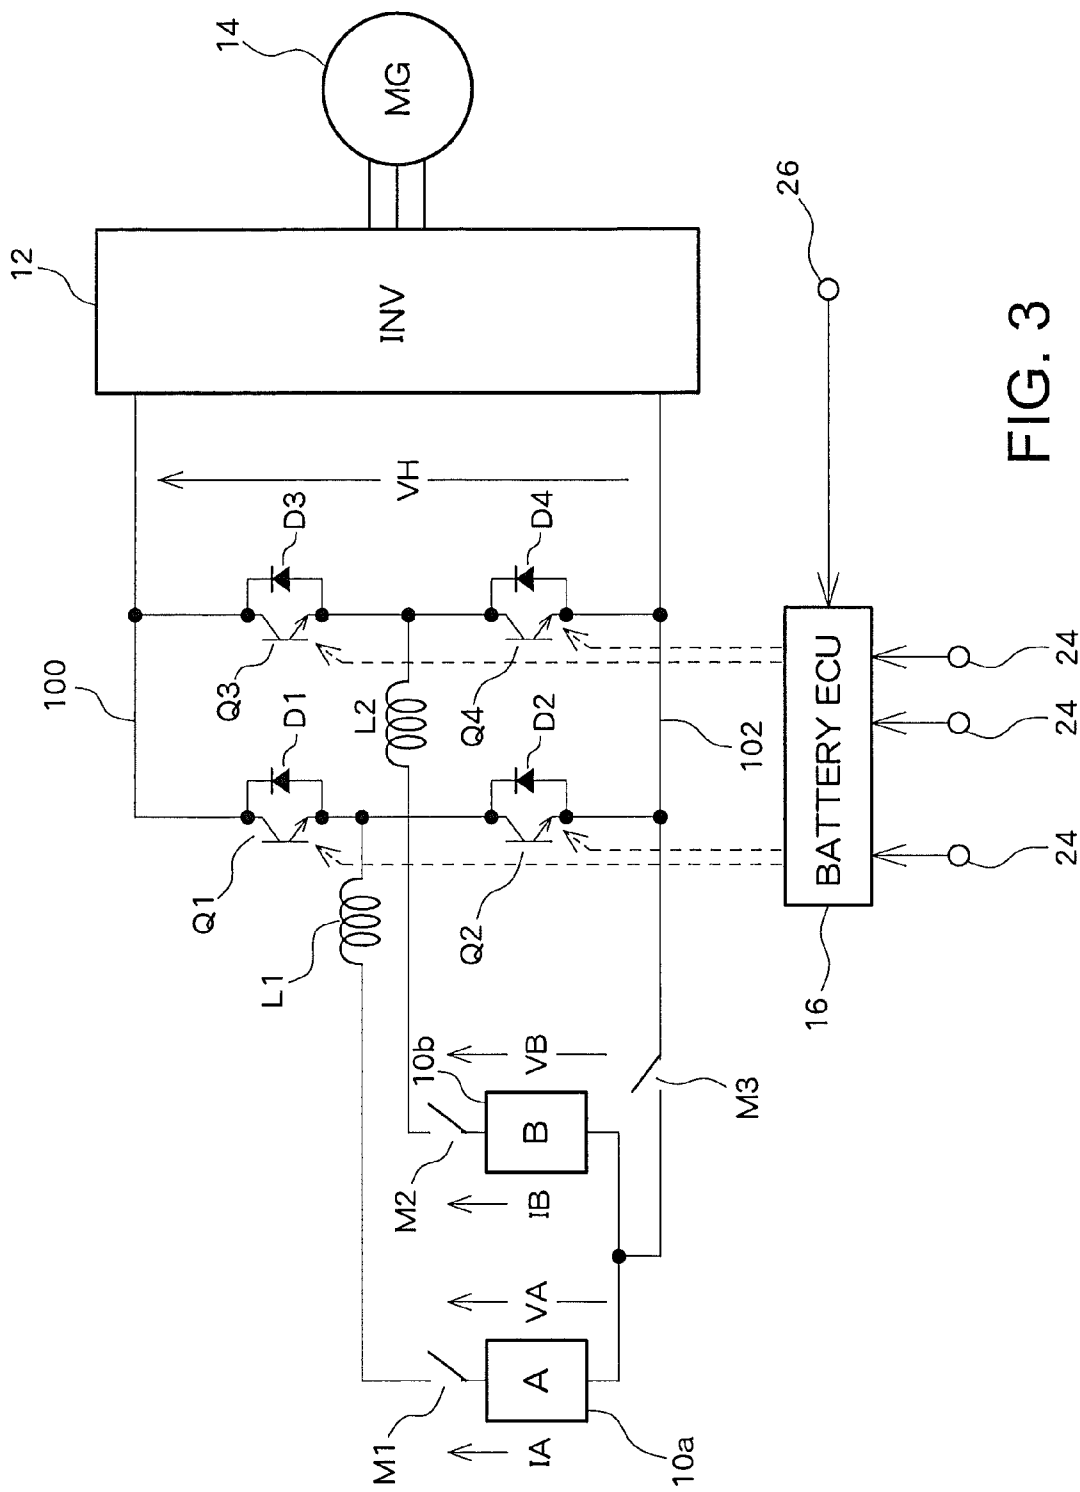 100
12
14
Q1
D1
Q3
D3
VH
INV
MG
L1
L2
Q2
D2
Q4
D4
M1
M2
10b
VB
IA
A
VA
IB
B
10a
M3
102
16
BATTERY ECU
26
24
24
24
FIG. 3